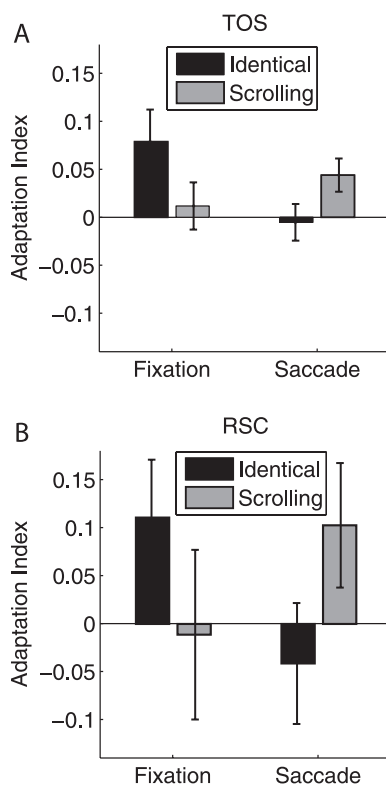 A
TOS
Identical
Scrolling
0.15
0.1
0.05
0
−0.05
−0.1
Adaptation Index
Fixation Saccade
B
RSC
Identical
Scrolling
0.15
0.1
0.05
0
−0.05
−0.1
Adaptation Index
Fixation Saccade